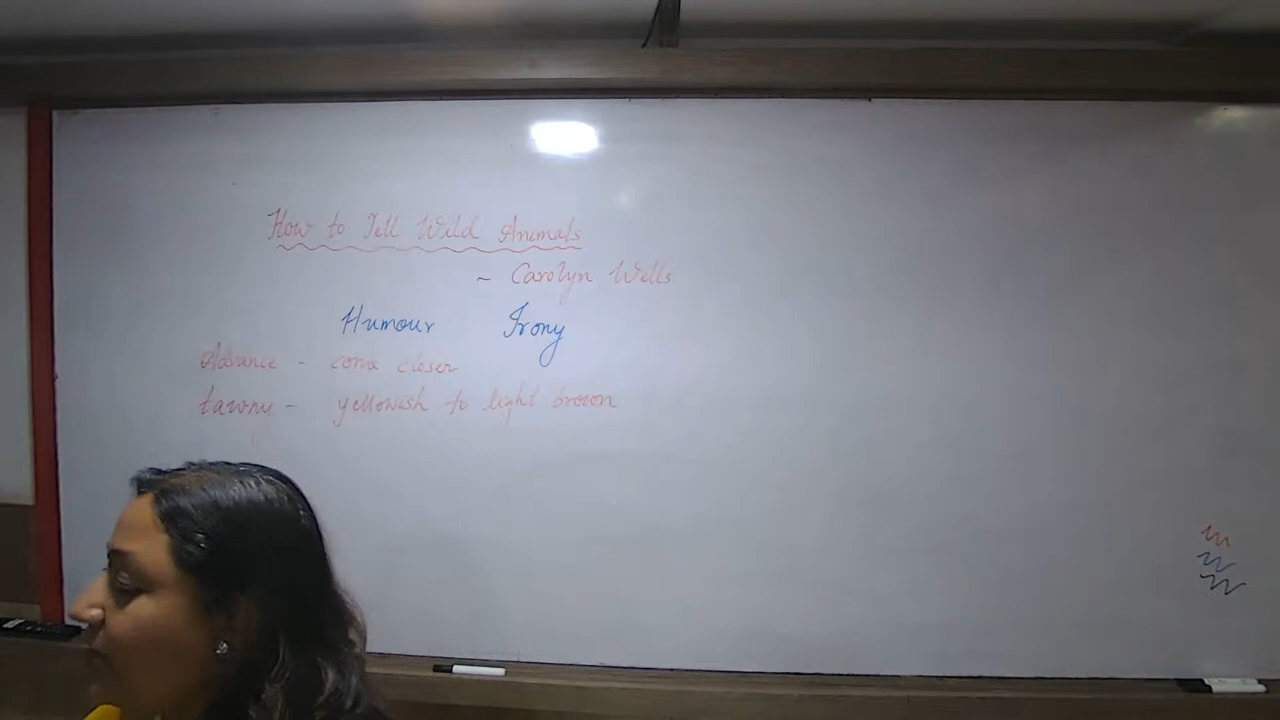 How to Tell Wild Animals
~ Carolyn Wells
Humour Irony
Advance - come closer
tawny - yellowish to light brown